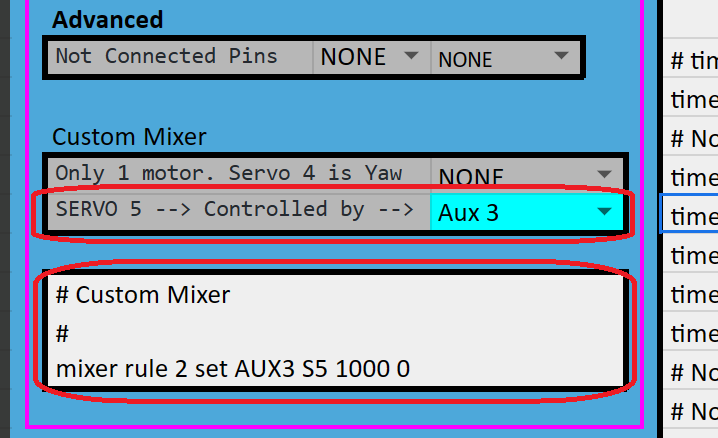 Advanced
Not Connected Pins NONE NONE
Custom Mixer
Only 1 motor. Servo 4 is Yaw NONE
SERVO 5 --> Controlled by --> Aux 3
# Custom Mixer
#
mixer rule 2 set AUX3 S5 1000 0
# tim
time
# No
time
time
time
time
time
# No
# No